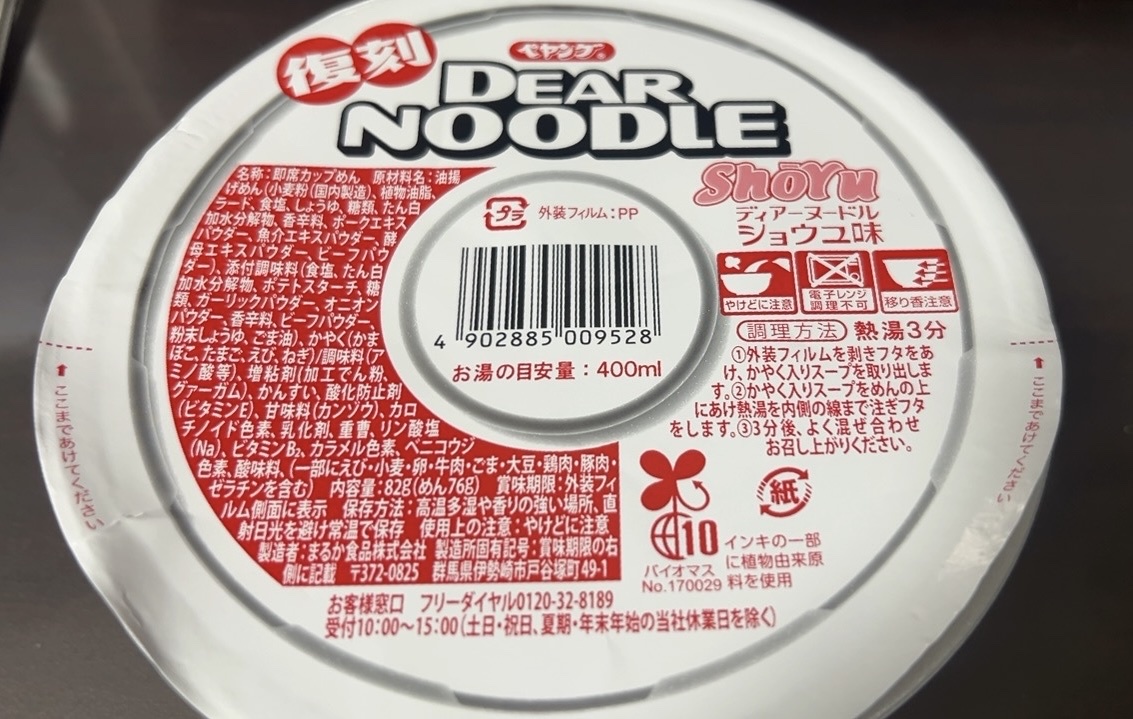 復刻
ペヤング®
DEAR
NOODLE
Shōyu
ディアーヌードル
ショウユ味
名称:即席カップめん 原材料名:油揚
げめん(小麦粉(国内製造)、植物油脂、
ラード、食塩、しょうゆ、糖類、たん白
加水分解物、香辛料、ポークエキス
パウダー、魚介エキスパウダー、酵
母エキスパウダー、ビーフパウ
ダー)、添付調味料(食塩、たん白
加水分解物、ポテトスターチ、糖
類、ガーリックパウダー、オニオン
パウダー、香辛料、ビーフパウダー、
粉末しょうゆ、ごま油)、かやく(かま
ぼこ、たまご、えび、ねぎ)/調味料(ア
ミノ酸等)、増粘剤(加工でん粉、
グァーガム)、かんすい、酸化防止剤
(ビタミンE)、甘味料(カンゾウ)、カロ
チノイド色素、乳化剤、重曹、リン酸塩
(Na)、ビタミンB₂、カラメル色素、ベニコウジ
色素、酸味料、(一部にえび・小麦・卵・牛肉・ごま・大豆・鶏肉・豚肉・
ゼラチンを含む) 内容量:82g(めん76g) 賞味期限:外装フィ
ルム側面に表示 保存方法:高温多湿や香りの強い場所、直
射日光を避け常温で保存 使用上の注意:やけどに注意
製造者:まるか食品株式会社 製造所固有記号:賞味期限の右
側に記載 〒372-0825 群馬県伊勢崎市戸谷塚町49-1
プラ 外装フィルム:PP
4 902885 009528
お湯の目安量:400ml
やけどに注意
電子レンジ
調理不可
移り香注意
調理方法 熱湯3分
①外装フィルムを剥きフタをあ
け、かやく入りスープを取り出しま
す。②かやく入りスープをめんの上
にあけ熱湯を内側の線まで注ぎフタ
をします。③3分後、よく混ぜ合わせ
お召し上がりください。
10
バイオマス
No.170029
紙
インキの一部
に植物由来原
料を使用
お客様窓口 フリーダイヤル0120-32-8189
受付10:00〜15:00(土日・祝日、夏期・年末年始の当社休業日を除く)
ここまであけてください
ここまであけてください